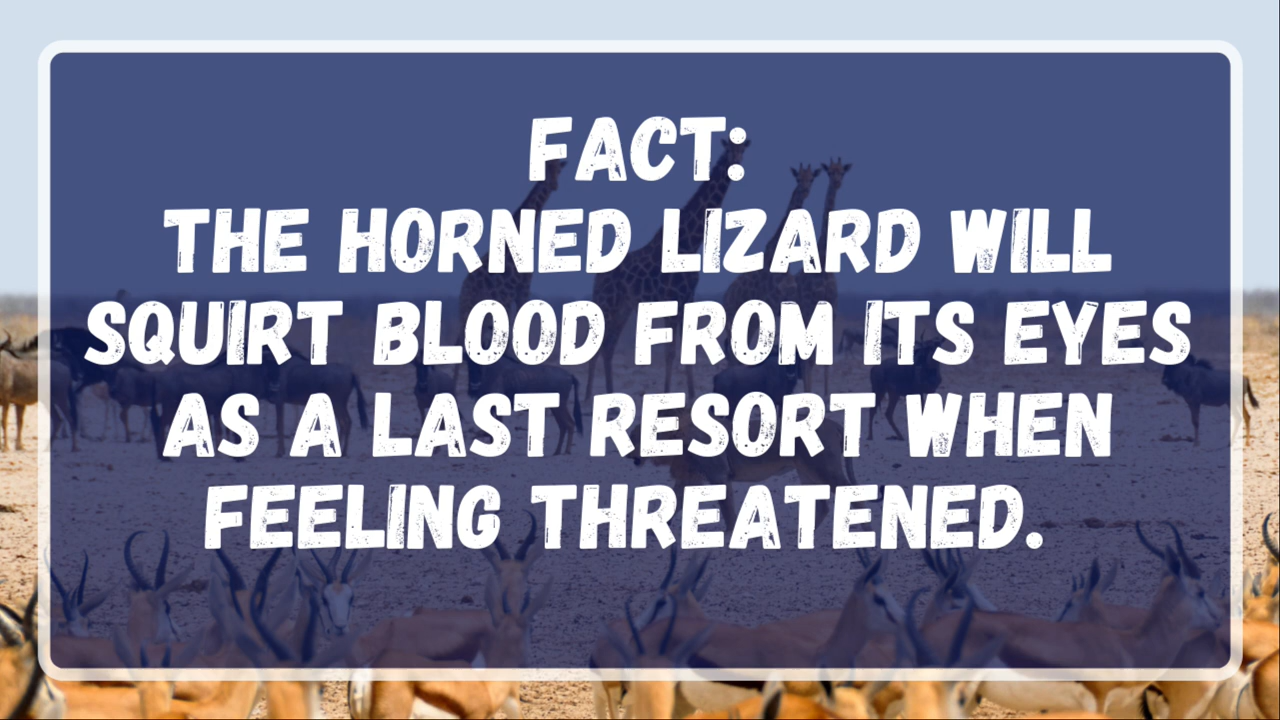 FACT:
THE HORNED LIZARD WILL
SQUIRT BLOOD FROM ITS EYES
AS A LAST RESORT WHEN
FEELING THREATENED.